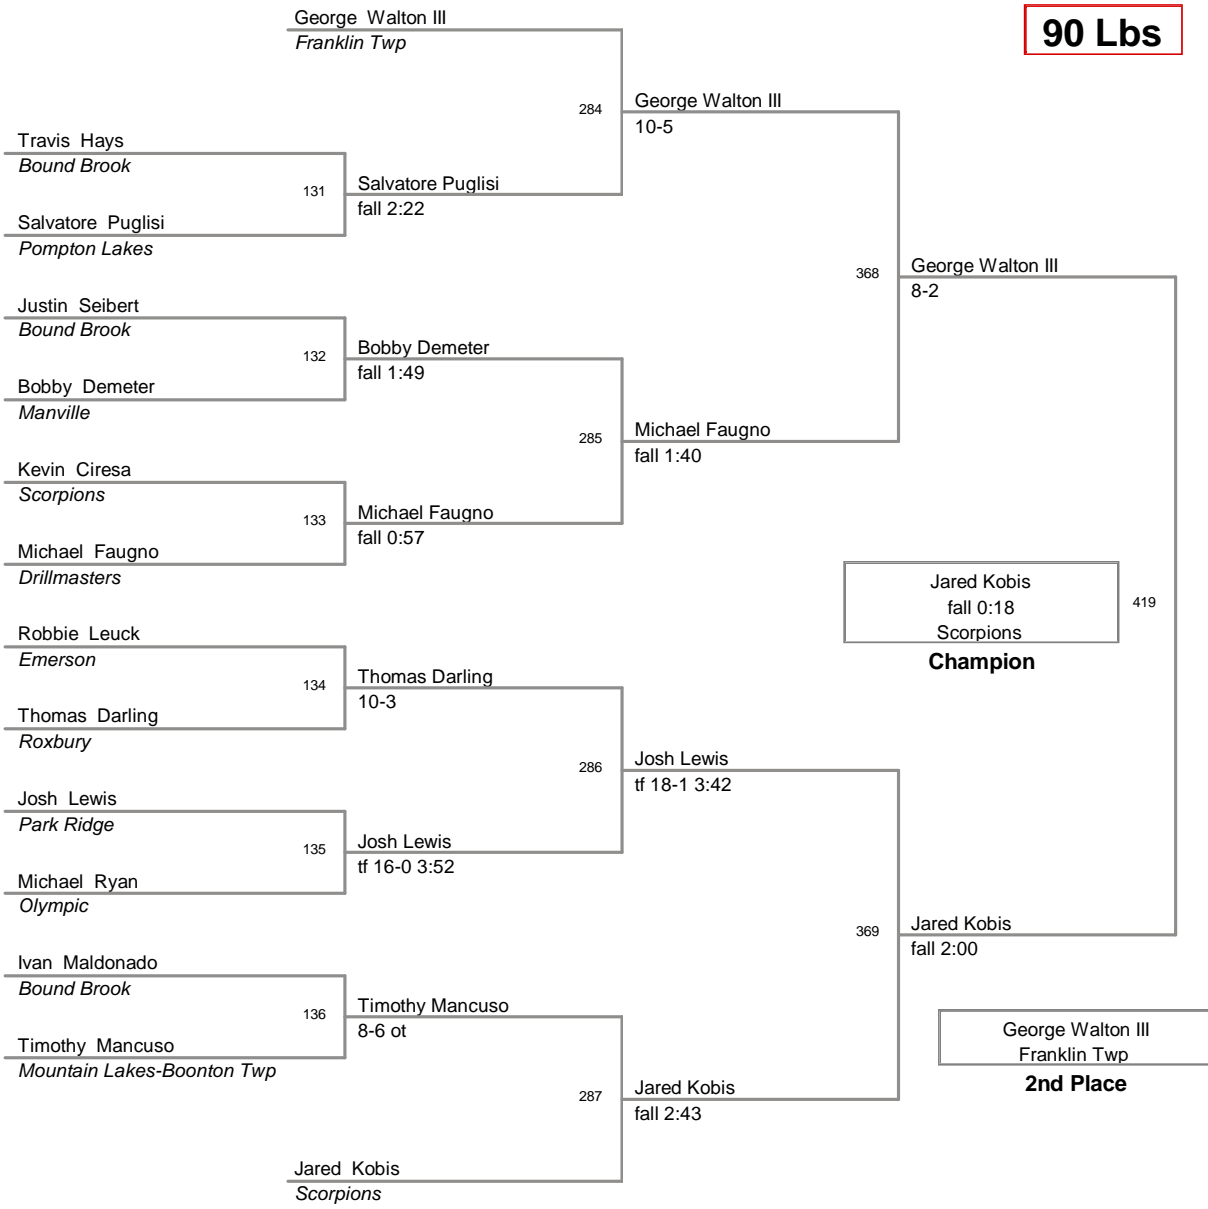 George Walton III
Franklin Twp
90 Lbs
284
George Walton III
10-5
Travis Hays
Bound Brook
131
Salvatore Puglisi
fall 2:22
Salvatore Puglisi
Pompton Lakes
368
George Walton III
8-2
Justin Seibert
Bound Brook
132
Bobby Demeter
fall 1:49
Bobby Demeter
Manville
285
Michael Faugno
fall 1:40
Kevin Ciresa
Scorpions
133
Michael Faugno
fall 0:57
Michael Faugno
Drillmasters
Jared Kobis
fall 0:18
Scorpions
Champion
419
Robbie Leuck
Emerson
134
Thomas Darling
10-3
Thomas Darling
Roxbury
286
Josh Lewis
tf 18-1 3:42
Josh Lewis
Park Ridge
135
Josh Lewis
tf 16-0 3:52
Michael Ryan
Olympic
369
Jared Kobis
fall 2:00
Ivan Maldonado
Bound Brook
136
Timothy Mancuso
8-6 ot
Timothy Mancuso
Mountain Lakes-Boonton Twp
George Walton III
Franklin Twp
2nd Place
287
Jared Kobis
fall 2:43
Jared Kobis
Scorpions